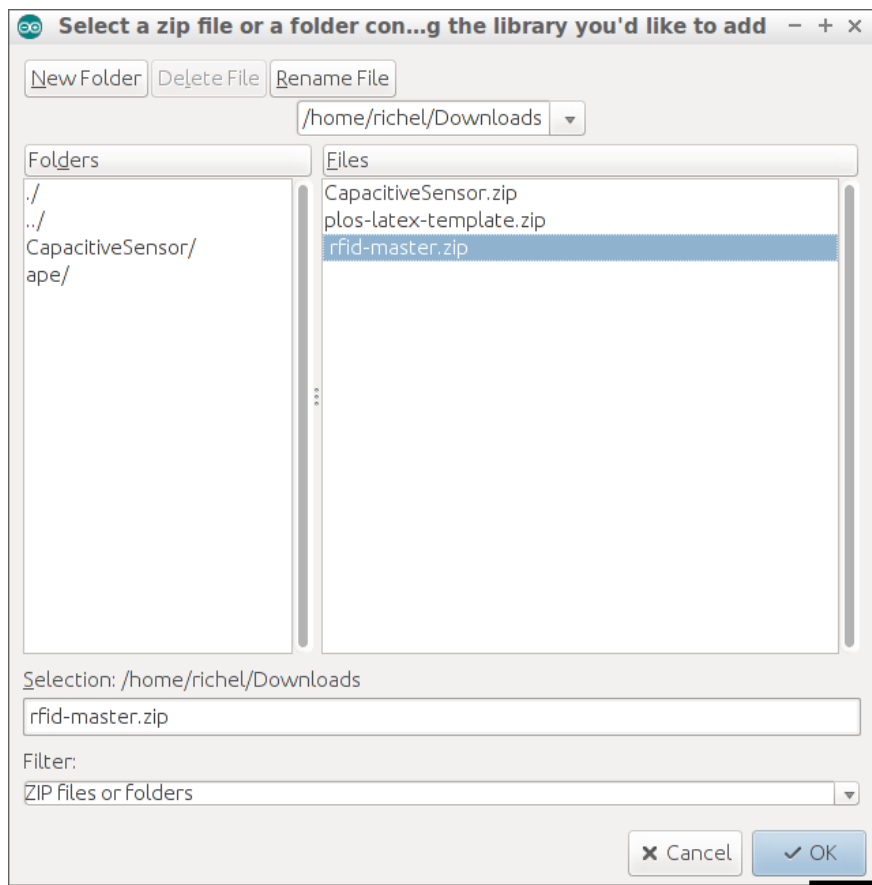 Select a zip file or a folder con...g the library you'd like to add
New Folder Delete File Rename File
/home/richel/Downloads
Folders
./
../
CapacitiveSensor/
ape/
Files
CapacitiveSensor.zip
plos-latex-template.zip
rfid-master.zip
Selection: /home/richel/Downloads
rfid-master.zip
Filter:
ZIP files or folders
Cancel OK